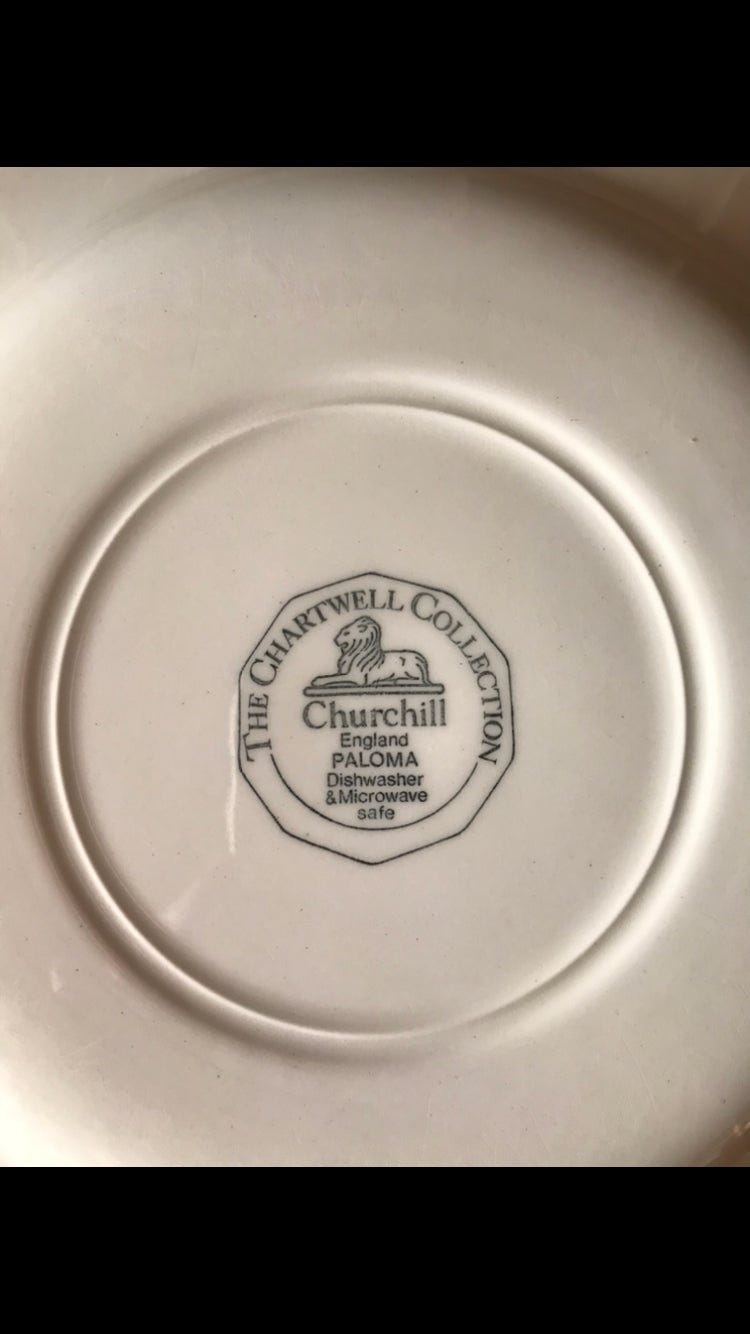 THE CHARTWELL COLLECTION
Churchill
England
PALOMA
Dishwasher
&Microwave
safe